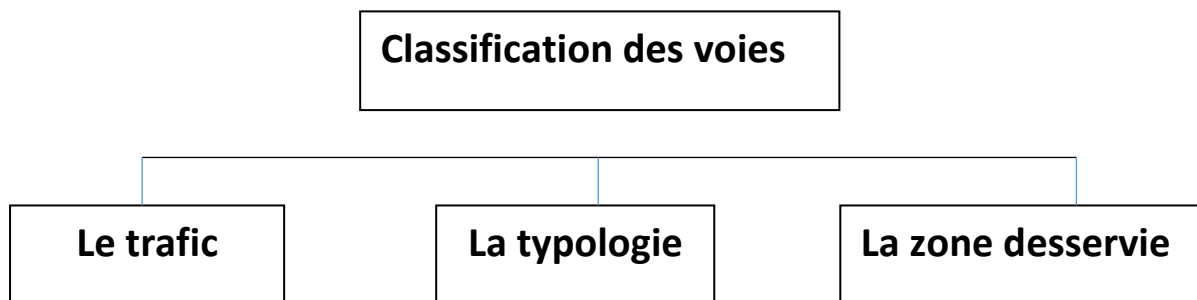 Classification des voies
Le trafic
La typologie
La zone desservie